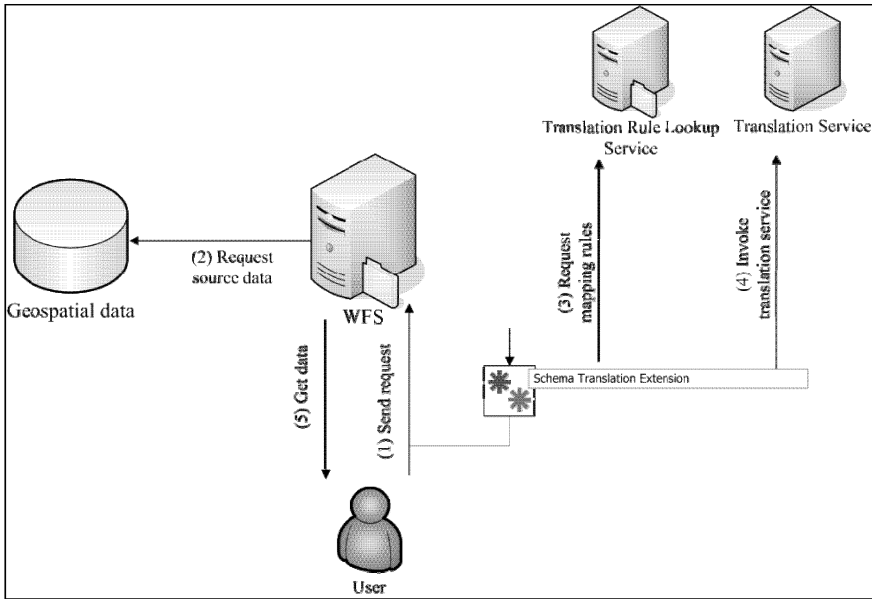 Translation Rule Lookup
Service
Translation Service
(2) Request
source data
Geospatial data
WFS
(3) Request
mapping rules
(4) Invoke
translation service
Schema Translation Extension
(5) Get data
(1) Send request
User